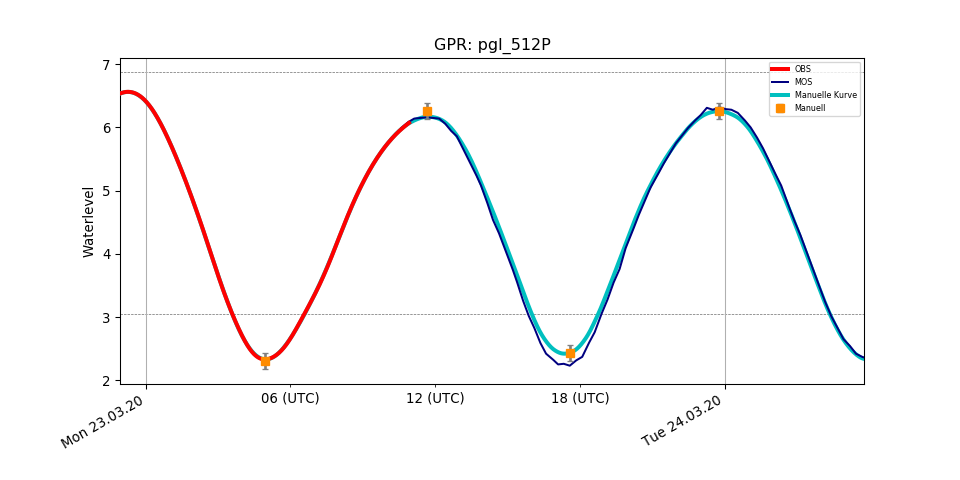 GPR: pgl_512P
OBS
MOS
Manuelle Kurve
Manuell
Waterlevel
7
6
5
4
3
2
Mon 23.03.20
06 (UTC)
12 (UTC)
18 (UTC)
Tue 24.03.20